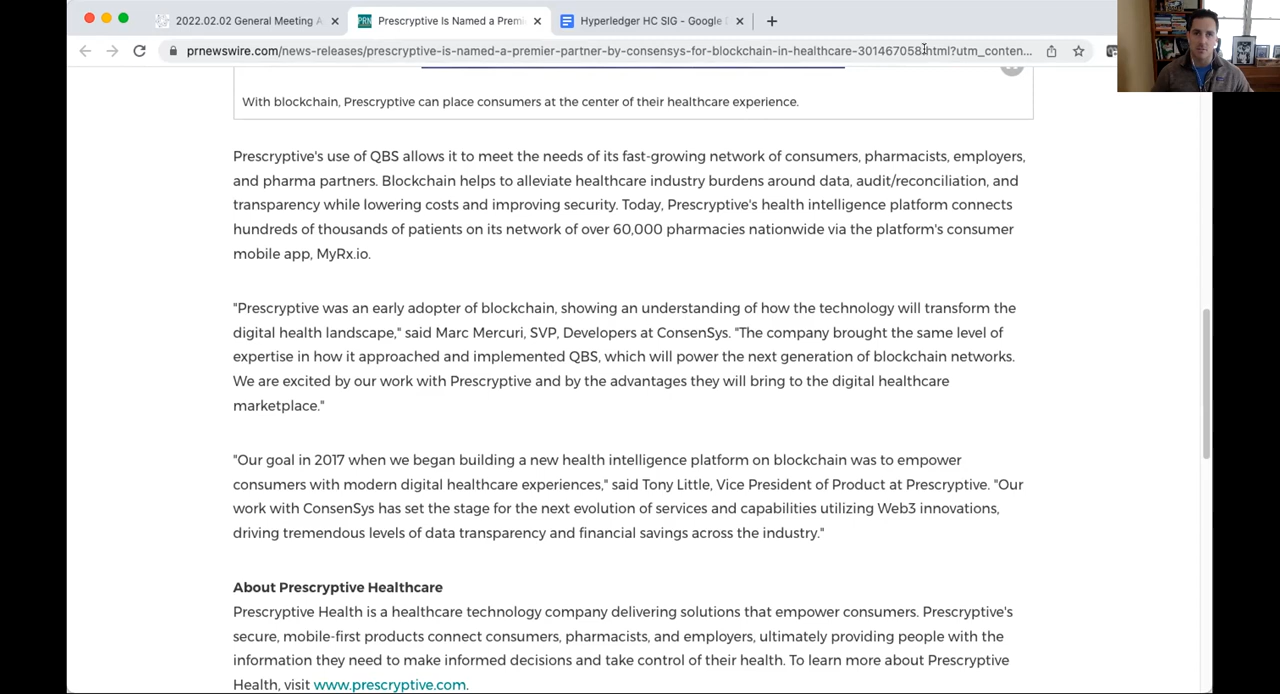 2022.02.02 General Meeting A
PRN Prescryptive Is Named a Premi
Hyperledger HC SIG - Google D
prnewswire.com/news-releases/prescryptive-is-named-a-premier-partner-by-consensys-for-blockchain-in-healthcare-301467058.html?utm_conten...
With blockchain, Prescryptive can place consumers at the center of their healthcare experience.
Prescryptive's use of QBS allows it to meet the needs of its fast-growing network of consumers, pharmacists, employers,
and pharma partners. Blockchain helps to alleviate healthcare industry burdens around data, audit/reconciliation, and
transparency while lowering costs and improving security. Today, Prescryptive's health intelligence platform connects
hundreds of thousands of patients on its network of over 60,000 pharmacies nationwide via the platform's consumer
mobile app, MyRx.io.
"Prescryptive was an early adopter of blockchain, showing an understanding of how the technology will transform the
digital health landscape," said Marc Mercuri, SVP, Developers at ConsenSys. "The company brought the same level of
expertise in how it approached and implemented QBS, which will power the next generation of blockchain networks.
We are excited by our work with Prescryptive and by the advantages they will bring to the digital healthcare
marketplace."
"Our goal in 2017 when we began building a new health intelligence platform on blockchain was to empower
consumers with modern digital healthcare experiences," said Tony Little, Vice President of Product at Prescryptive. "Our
work with ConsenSys has set the stage for the next evolution of services and capabilities utilizing Web3 innovations,
driving tremendous levels of data transparency and financial savings across the industry."
About Prescryptive Healthcare
Prescryptive Health is a healthcare technology company delivering solutions that empower consumers. Prescryptive's
secure, mobile-first products connect consumers, pharmacists, and employers, ultimately providing people with the
information they need to make informed decisions and take control of their health. To learn more about Prescryptive
Health, visit www.prescryptive.com.